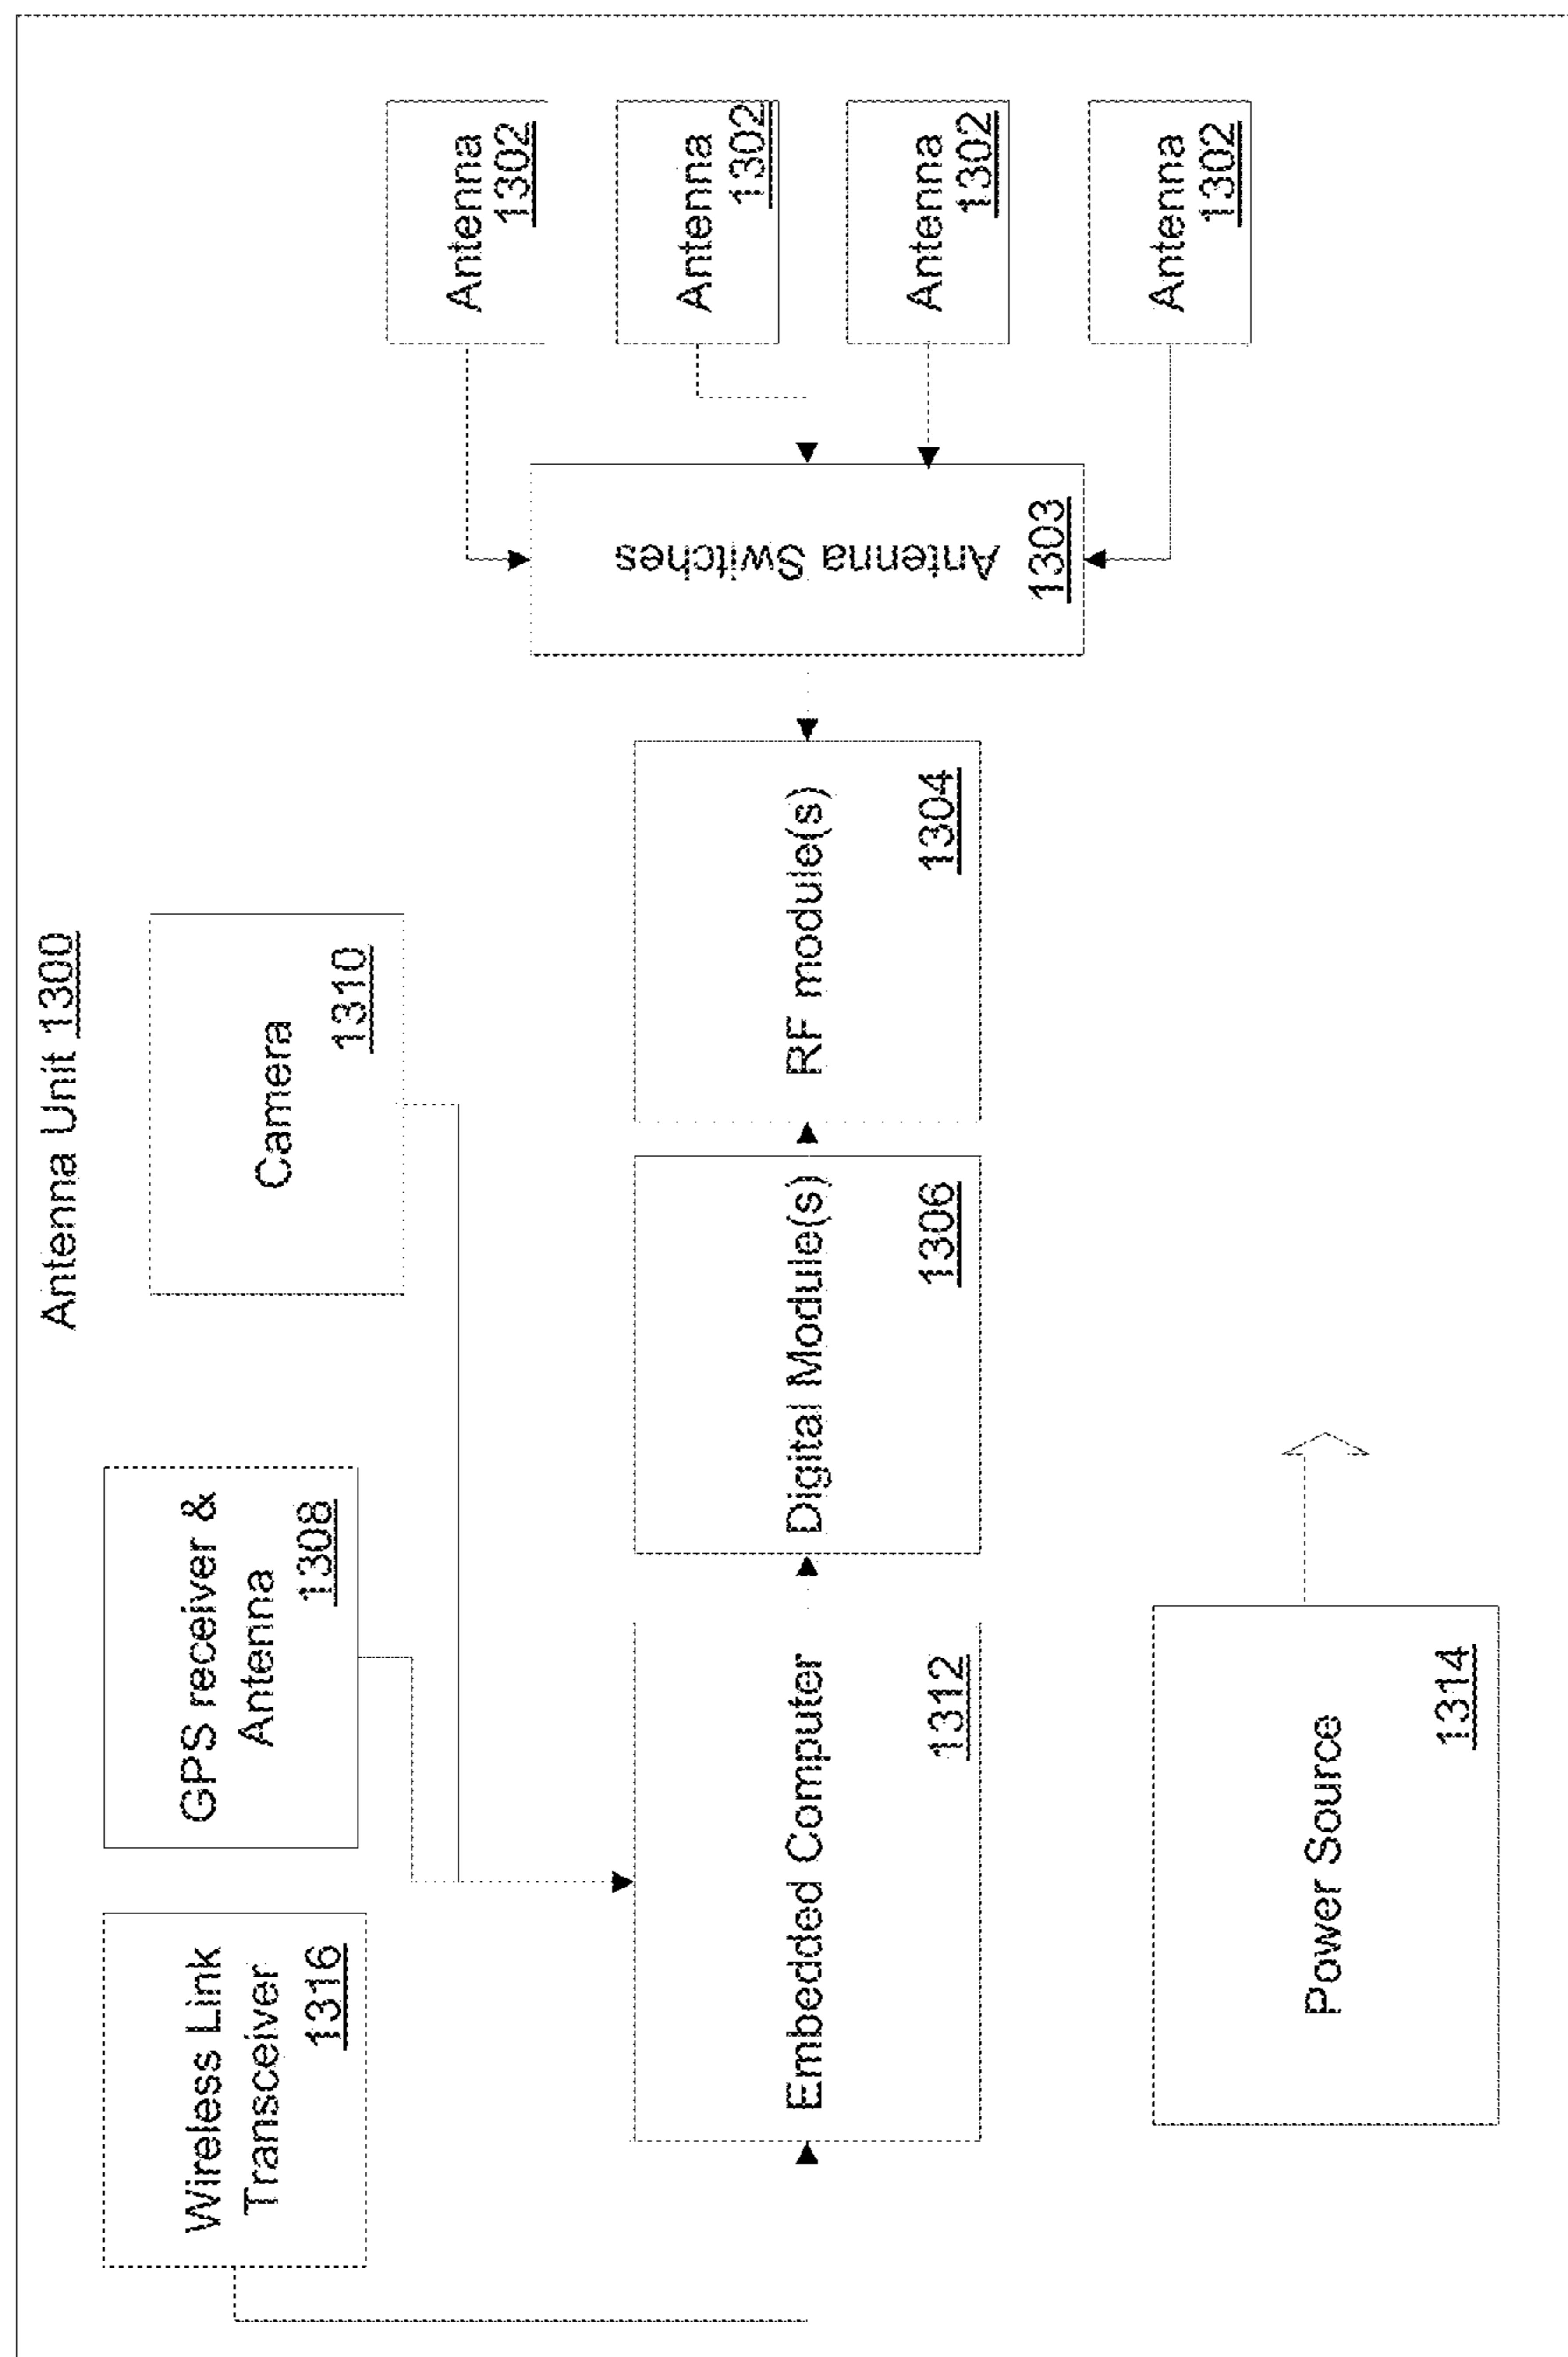 Antenna Unit 1300
Wireless Link
Transceiver
1316
GPS receiver &
Antenna
1308
Camera
1310
Embedded Computer
1312
Digital Module(s)
1306
RF module(s)
1304
Antenna Switches
1303
Antenna
1302
Antenna
1302
Antenna
1302
Antenna
1302
Power Source
1314